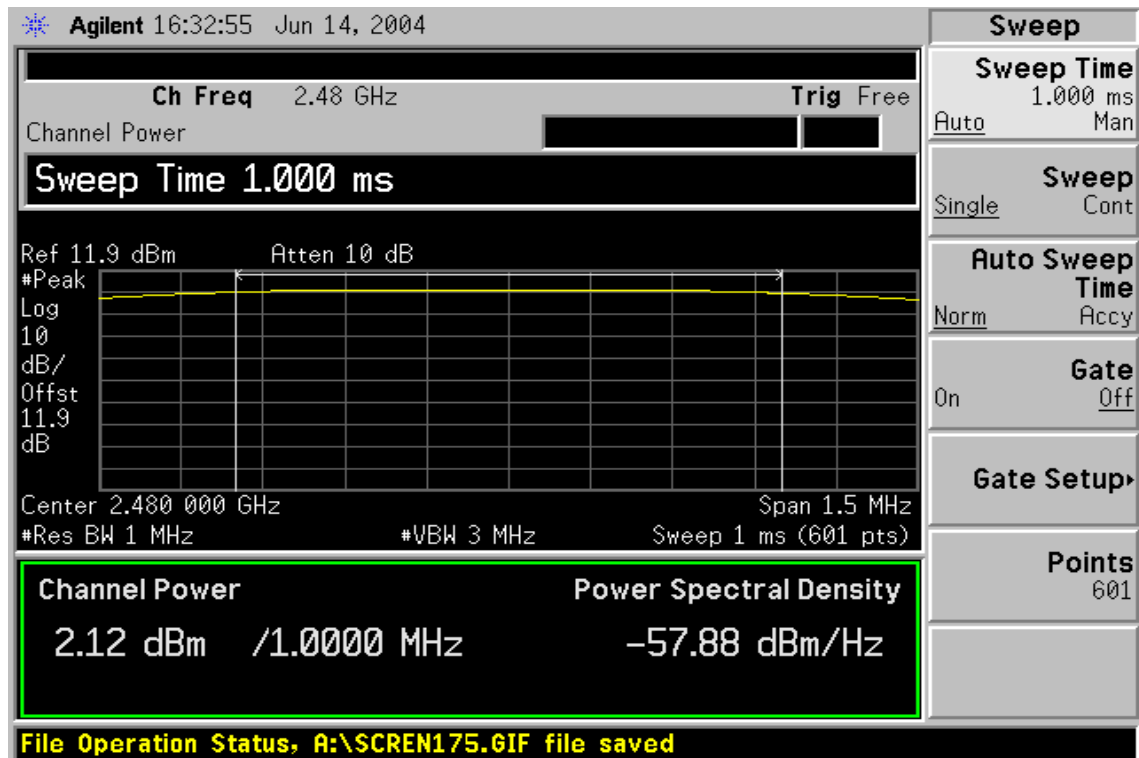 Agilent 16:32:55 Jun 14, 2004
Sweep
Ch Freq 2.48 GHz Trig Free
Channel Power
Sweep Time 1.000 ms
Ref 11.9 dBm Atten 10 dB
#Peak
Log
10
dB/
Offst
11.9
dB
Center 2.480 000 GHz Span 1.5 MHz
#Res BW 1 MHz #VBW 3 MHz Sweep 1 ms (601 pts)
Channel Power Power Spectral Density
2.12 dBm /1.0000 MHz -57.88 dBm/Hz
File Operation Status, A:\SCREN175.GIF file saved
Sweep Time
1.000 ms
Auto Man
Sweep
Single Cont
Auto Sweep
Time
Norm Accy
Gate
On Off
Gate Setup
Points
601